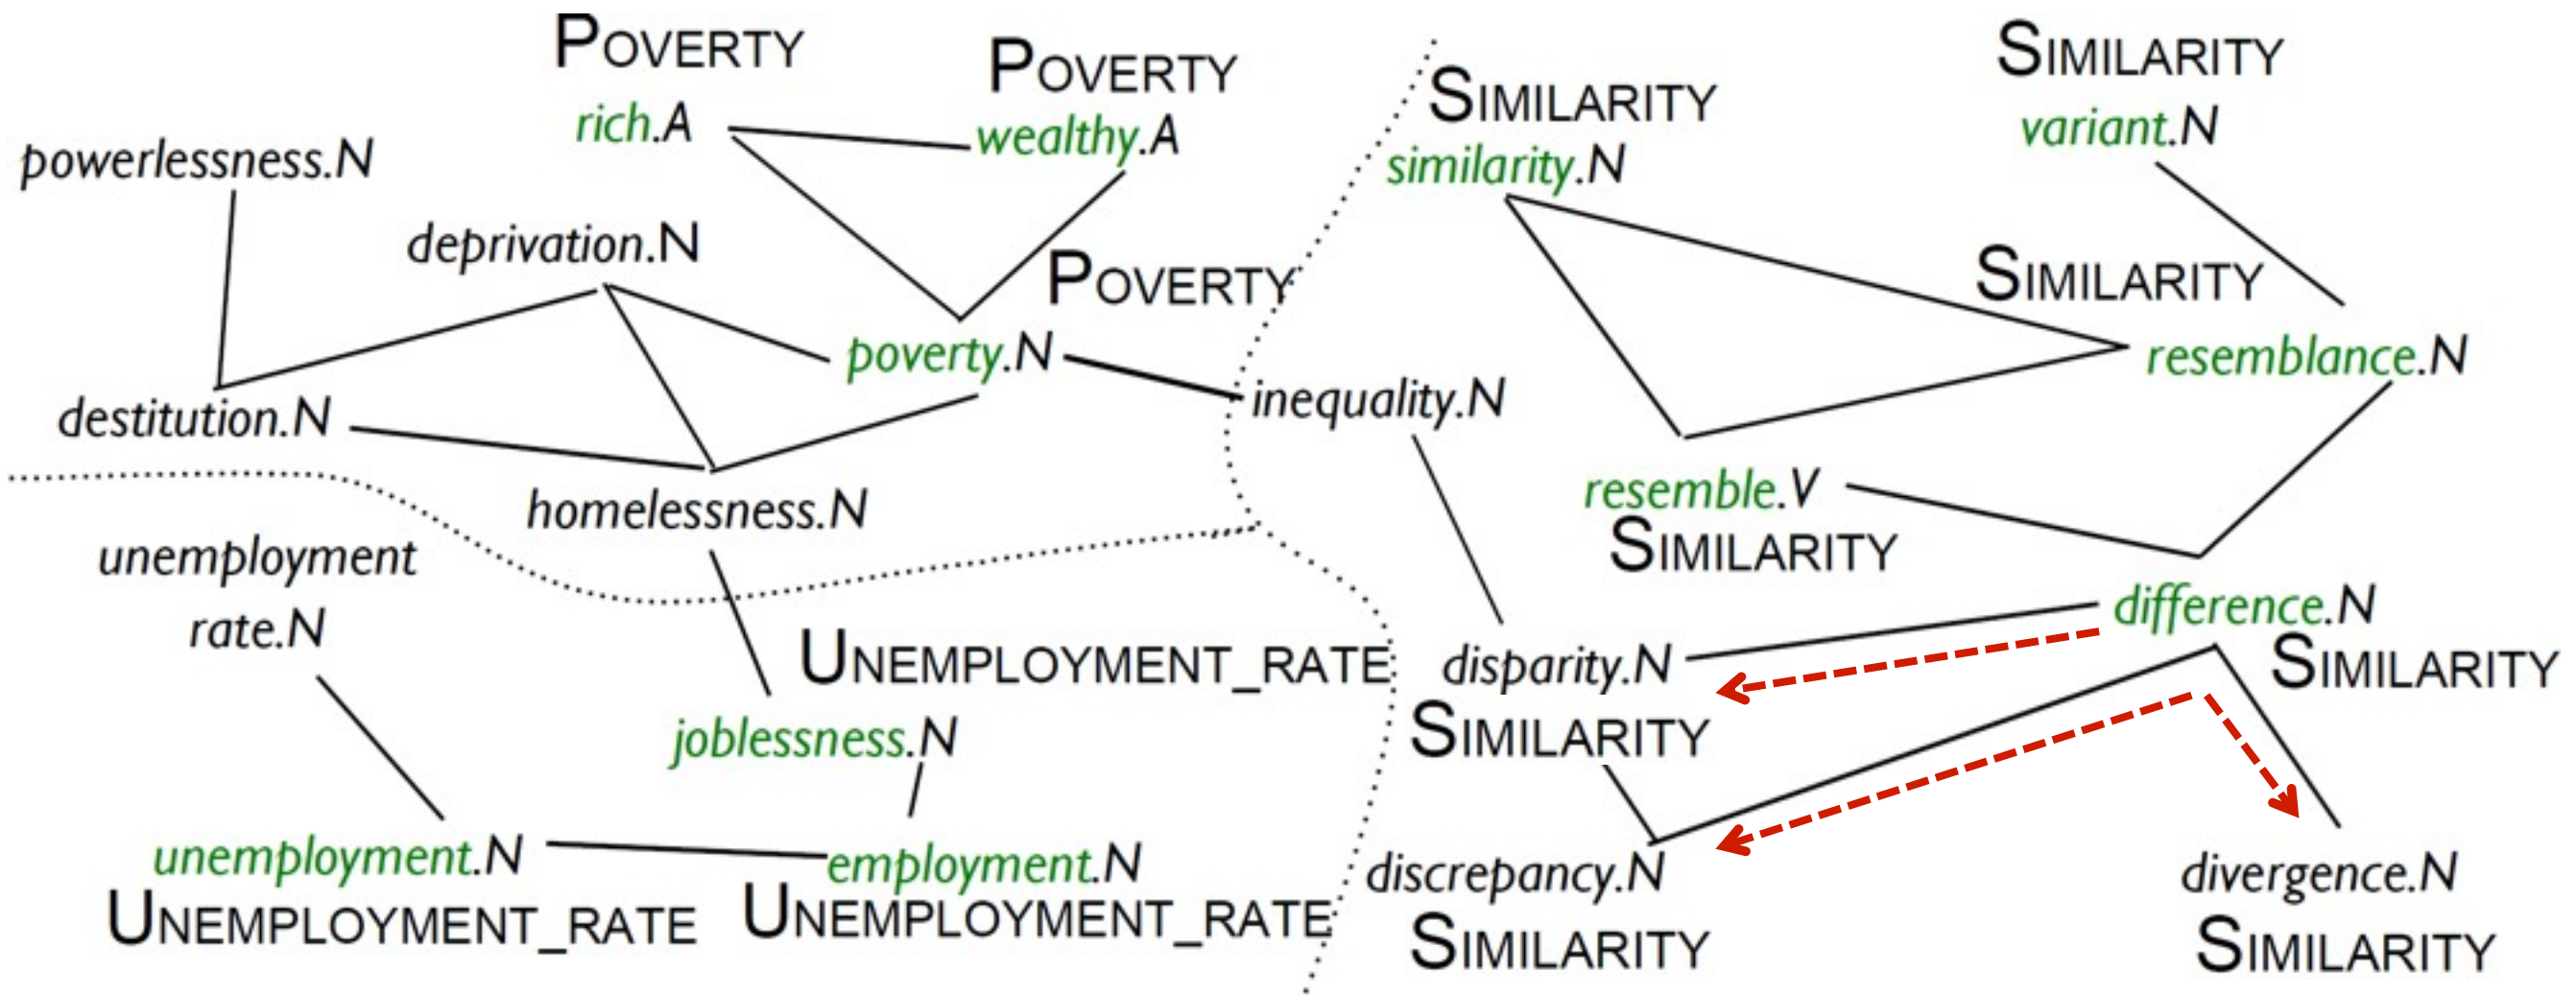 POVERTY
rich.A
POVERTY
wealthy.A
powerlessness.N
deprivation.N
POVERTY
poverty.N
destitution.N
homelessness.N
inequality.N
SIMILARITY
similarity.N
SIMILARITY
variant.N
SIMILARITY
resemblance.N
resemble.V
SIMILARITY
difference.N
SIMILARITY
disparity.N
SIMILARITY
discrepancy.N
SIMILARITY
divergence.N
SIMILARITY
unemployment
rate.N
UNEMPLOYMENT_RATE
joblessness.N
unemployment.N
UNEMPLOYMENT_RATE
employment.N
UNEMPLOYMENT_RATE